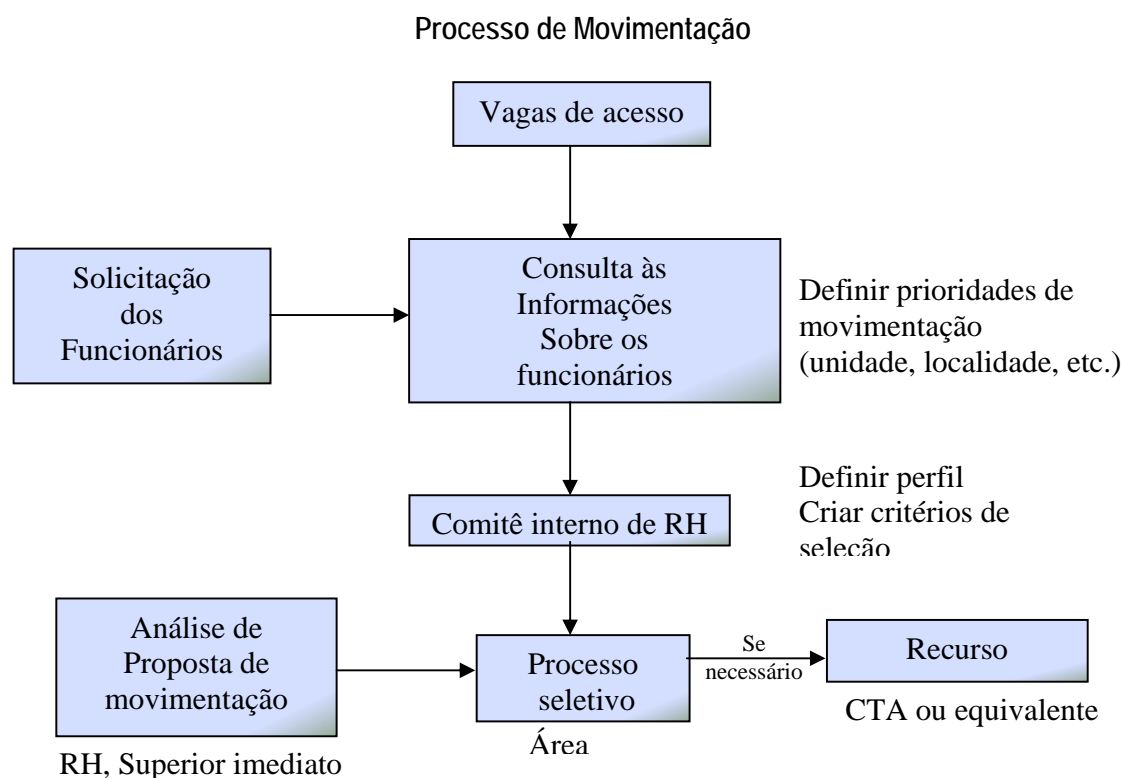 Processo de Movimentação
Vagas de acesso
Solicitação
dos
Funcionários
Consulta às
Informações
Sobre os
funcionários
Definir prioridades de
movimentação
(unidade, localidade, etc.)
Comitê interno de RH
Definir perfil
Criar critérios de
seleção
Análise de
Proposta de
movimentação
RH, Superior imediato
Processo
seletivo
Área
Se
necessário
Recurso
CTA ou equivalente